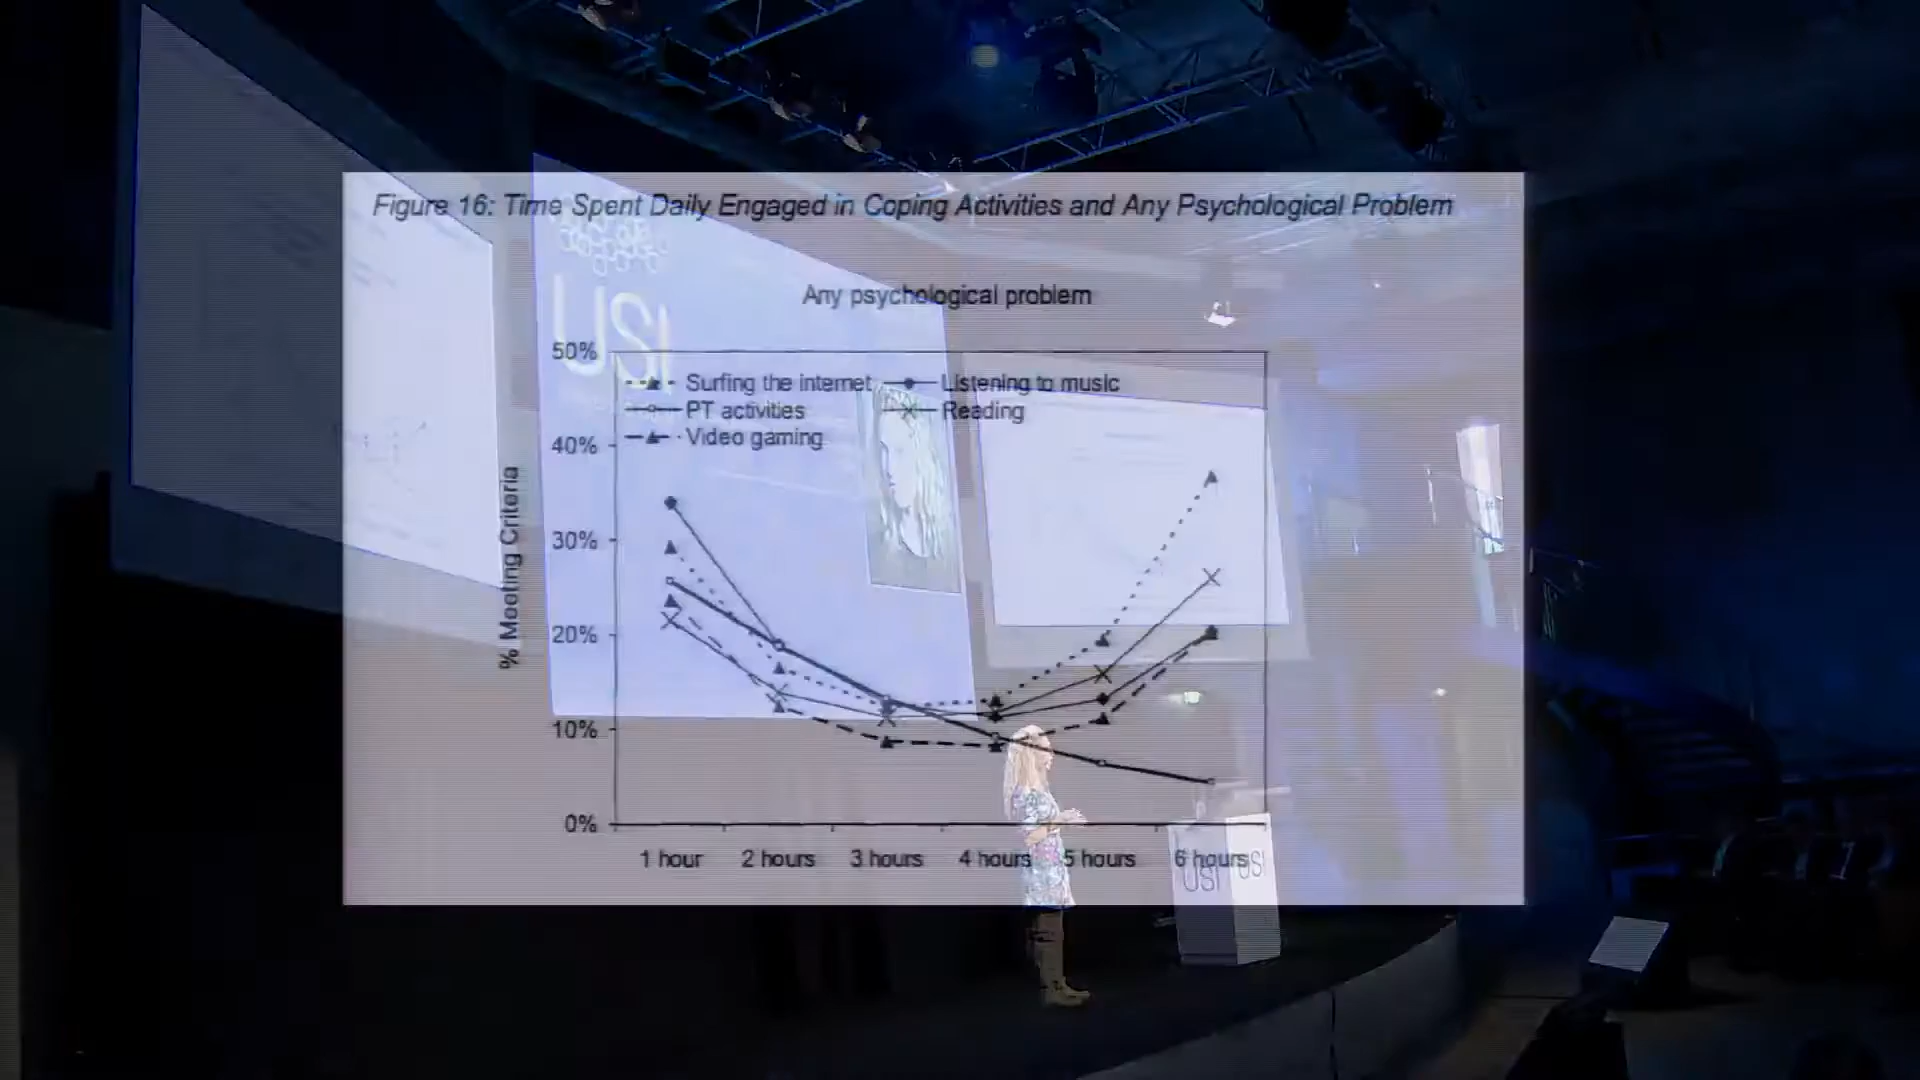 Figure 16: Time Spent Daily Engaged in Coping Activities and Any Psychological Problem
USI
Any psychological problem
50%
Surfing the internet
Listening to music
PT activities
Reading
Video gaming
40%
30%
20%
10%
0%
% Meeting Criteria
1 hour
2 hours
3 hours
4 hours
5 hours
6 hours
USI
USI